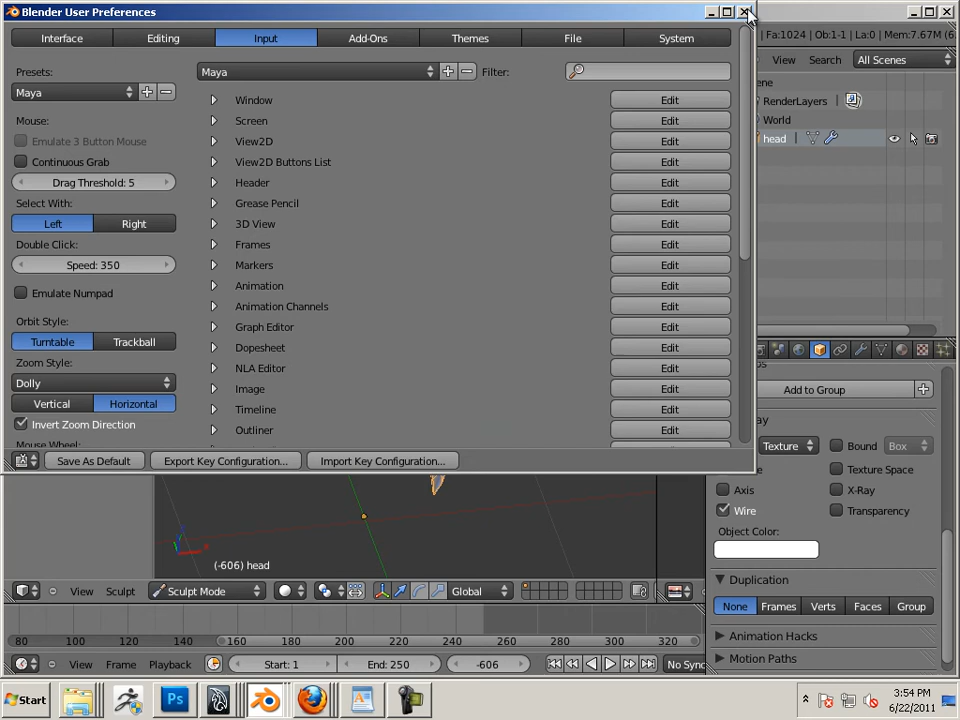 Blender User Preferences
Interface Editing Input Add-Ons Themes File System
Fa:1024 | Ob:1-1 | La:0 | Mem:7.67M (6
View Search All Scenes
Presets:
Maya
Maya
Filter:
Mouse:
Emulate 3 Button Mouse
Continuous Grab
Drag Threshold: 5
Select With:
Left Right
Double Click:
Speed: 350
Emulate Numpad
Orbit Style:
Turntable Trackball
Zoom Style:
Dolly
Vertical Horizontal
Invert Zoom Direction
Mouse Wheel:
Window Edit
Screen Edit
View2D Edit
View2D Buttons List Edit
Header Edit
Grease Pencil Edit
3D View Edit
Frames Edit
Markers Edit
Animation Edit
Animation Channels Edit
Graph Editor Edit
Dopesheet Edit
NLA Editor Edit
Image Edit
Timeline Edit
Outliner Edit
Save As Default Export Key Configuration... Import Key Configuration...
ene
RenderLayers
World
head
Add to Group
ay
Texture Bound Box
Texture Space
Axis X-Ray
Wire Transparency
Object Color:
Duplication
None Frames Verts Faces Group
Animation Hacks
Motion Paths
(-606) head
View Sculpt Sculpt Mode Global
80 100 120 140 160 180 200 220 240 260 280 300 320
View Frame Playback Start: 1 End: 250 -606 No Sync
Start
Ps
3:54 PM
6/22/2011